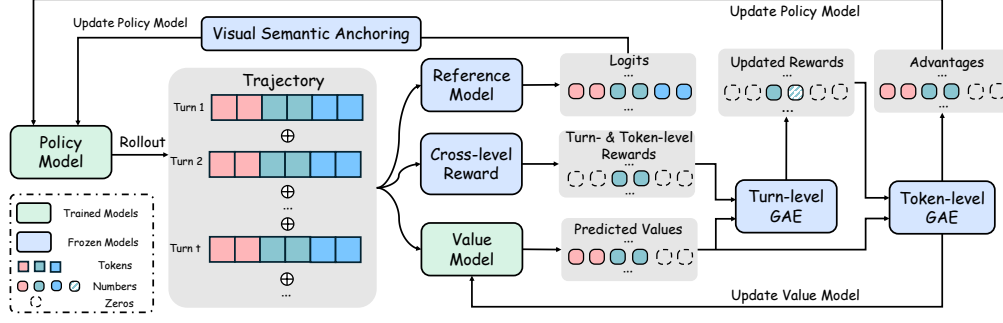 Update Policy Model
Update Policy Model
Visual Semantic Anchoring
Trajectory
Turn 1
⊕
Turn 2
⊕
...
⊕
Turn t
⊕
...
Policy
Model
Rollout
Trained Models
Frozen Models
Tokens
Numbers
Zeros
Reference
Model
Cross-level
Reward
Value
Model
Logits
...
...
Turn- & Token-level
Rewards
...
...
Predicted Values
...
...
Updated Rewards
...
...
Advantages
...
...
Turn-level
GAE
Token-level
GAE
Update Value Model